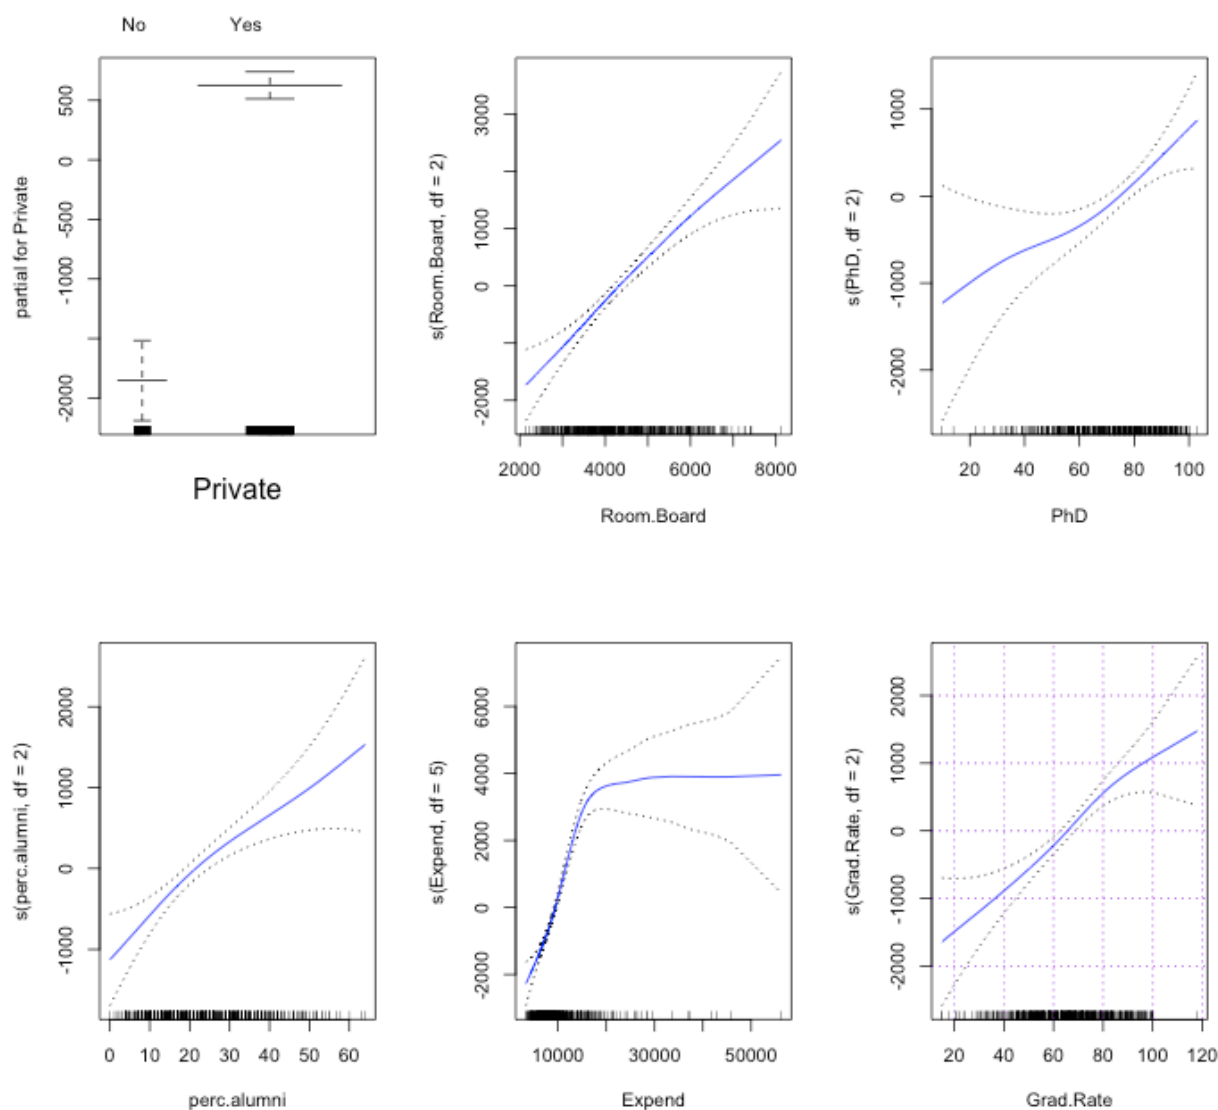 No Yes
partial for Private
500
0
-500
-1000
-2000
Private
s(Room.Board, df = 2)
3000
1000
0
-2000
2000 4000 6000 8000
Room.Board
s(PhD, df = 2)
1000
0
-1000
-2000
20 40 60 80 100
PhD
s(perc.alumni, df = 2)
2000
1000
0
-1000
0 10 20 30 40 50 60
perc.alumni
s(Expend, df = 5)
6000
4000
2000
0
-2000
10000 30000 50000
Expend
s(Grad.Rate, df = 2)
2000
1000
0
-1000
-2000
20 40 60 80 100 120
Grad.Rate